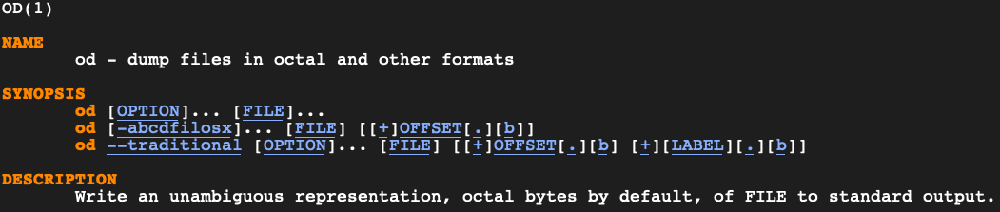 OD(1)
NAME
od - dump files in octal and other formats
SYNOPSIS
od [OPTION]... [FILE]...
od [-abcdfilosx]... [FILE] [[+]OFFSET[.][b]]
od --traditional [OPTION]... [FILE] [[+]OFFSET[.][b] [+][LABEL][.][b]]
DESCRIPTION
Write an unambiguous representation, octal bytes by default, of FILE to standard output.